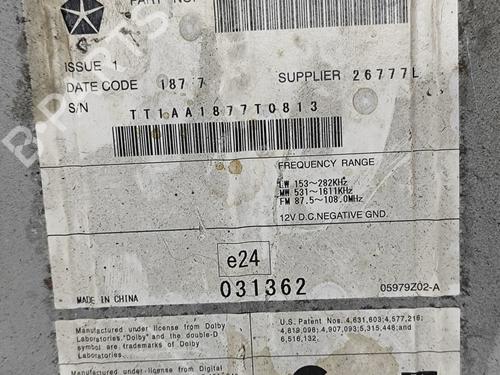 PART NO.
ISSUE 1
DATE CODE 187 7 SUPPLIER 26777L
S/N TT1AA1877T0813
FREQUENCY RANGE
LW 153～282KHz
MW 531～1611KHz
FM 87.5～108.0MHz
12V D.C.NEGATIVE GND.
e24
031362
MADE IN CHINA 05979Z02-A
Manufactured under license from Dolby
Laboratories. "Dolby" and the double-D
symbol are trademarks of Dolby
Laboratories.
U.S. Patents 4,631,603;4,577,216;
4,819,098; 4,907,093;5,315,448; and
6,516,132.
Manufactured under license from Digital